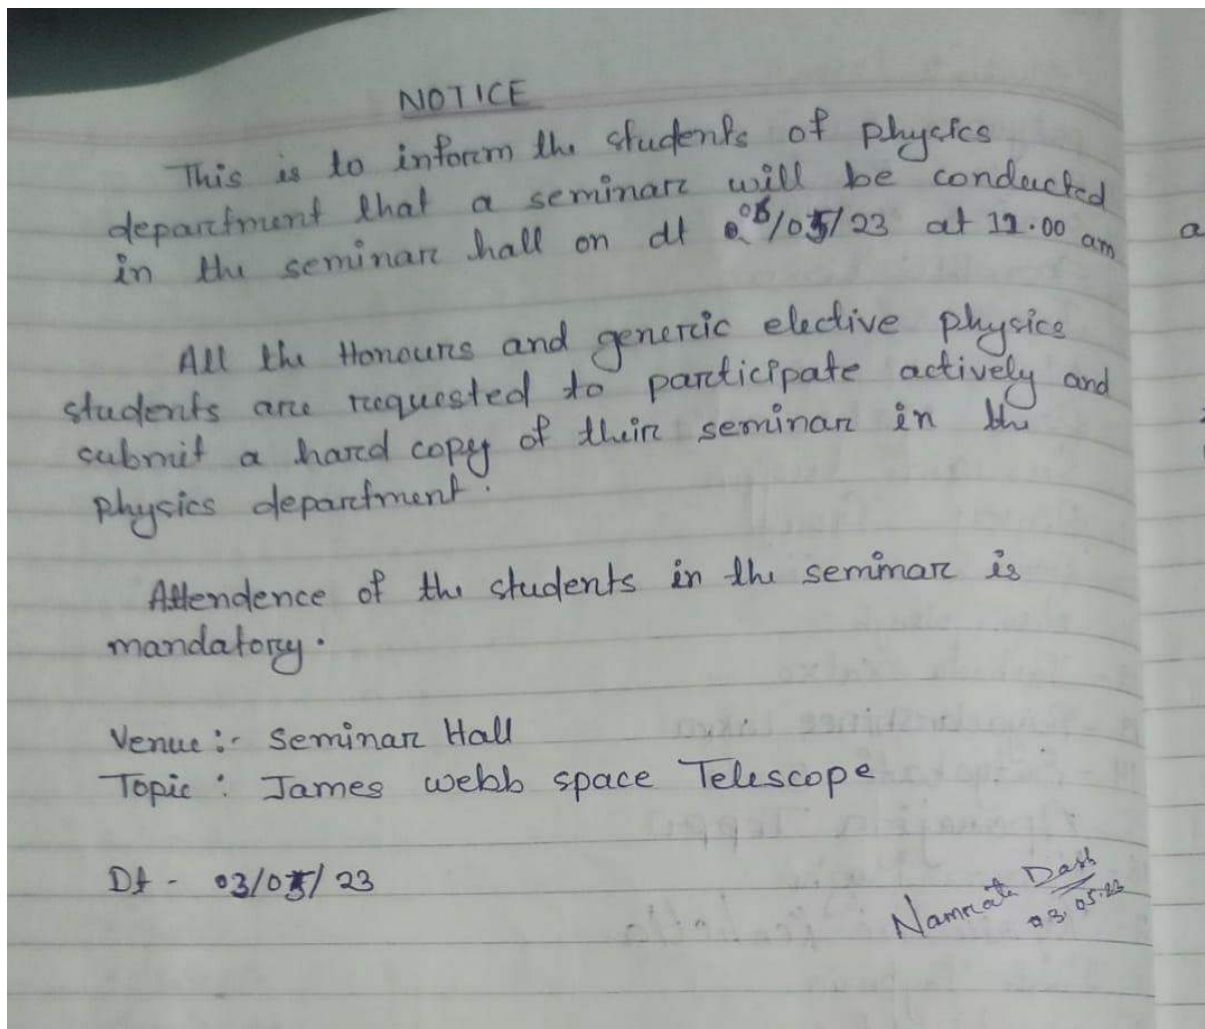 NOTICE
This is to inform the students of physics
department that a seminar will be conducted
in the seminar hall on dt /05/23 at am
All the Honours and generic elective physics
students are requested to participate actively and
submit a hard copy of their seminar in the
physics department.
Attendence of the students in the seminar is
mandatory.
Venue :- Seminar Hall
Topic : James webb space Telescope
Dt - 03/05/23
Namrata Dash
03.05.23